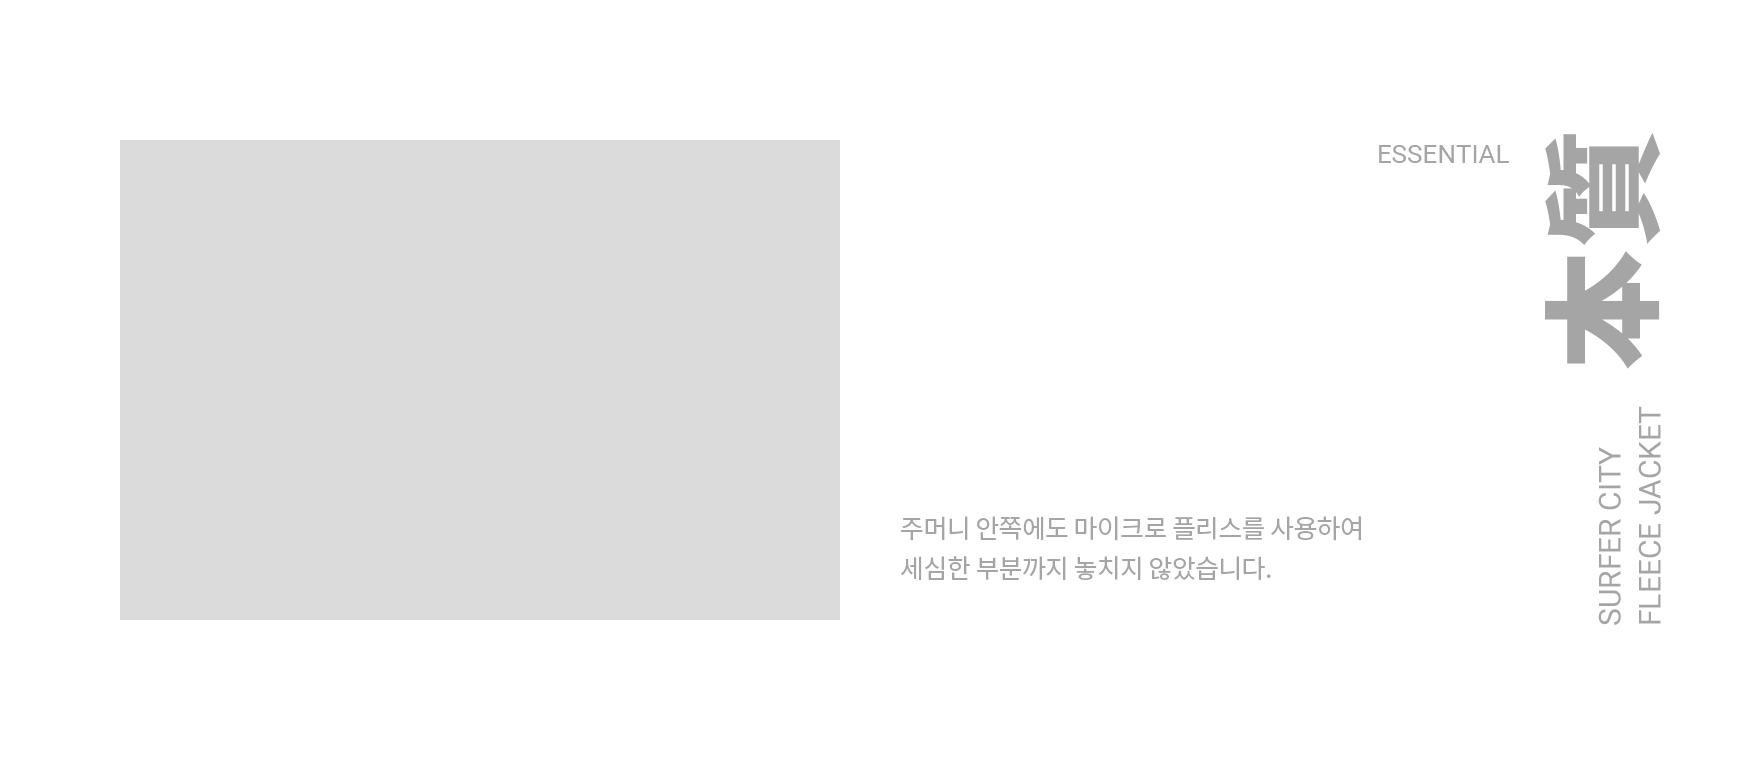 ESSENTIAL
本質
주머니 안쪽에도 마이크로 플리스를 사용하여
세심한 부분까지 놓치지 않았습니다.
SURFER CITY
FLEECE JACKET